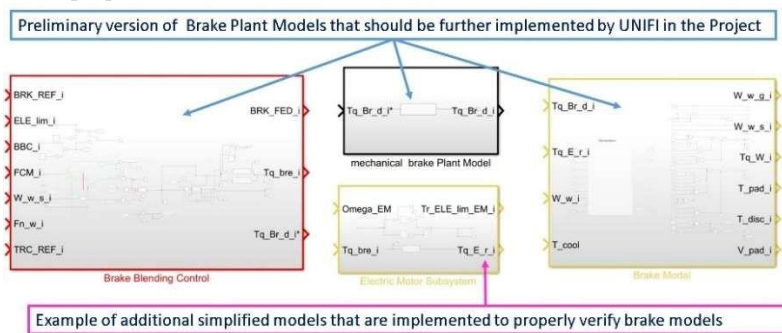 Preliminary version of Brake Plant Models that should be further implemented by UNIFI in the Project
BRK_REF_i
ELE_lim_i
BBC_i
FCM_i
W_w_s_i
Fn_w_i
TRC_REF_i
BRK_FED_i
Tq_bre_i
Tq_Br_d_i*
Brake Blending Control
Tq_Br_d_i*
Tq_Br_d_i
mechanical brake Plant Model
Omega_EM
Tq_bre_i
Tr_ELE_lim_EM_i
Tq_E_r_i
Electric Motor Subsystem
Tq_Br_d_i
Tq_E_r_i
W_w_i
T_cool
W_w_g_i
W_w_s_i
Tq_W_i
T_pad_i
T_disc_i
V_pad_i
Brake Model
Example of additional simplified models that are implemented to properly verify brake models